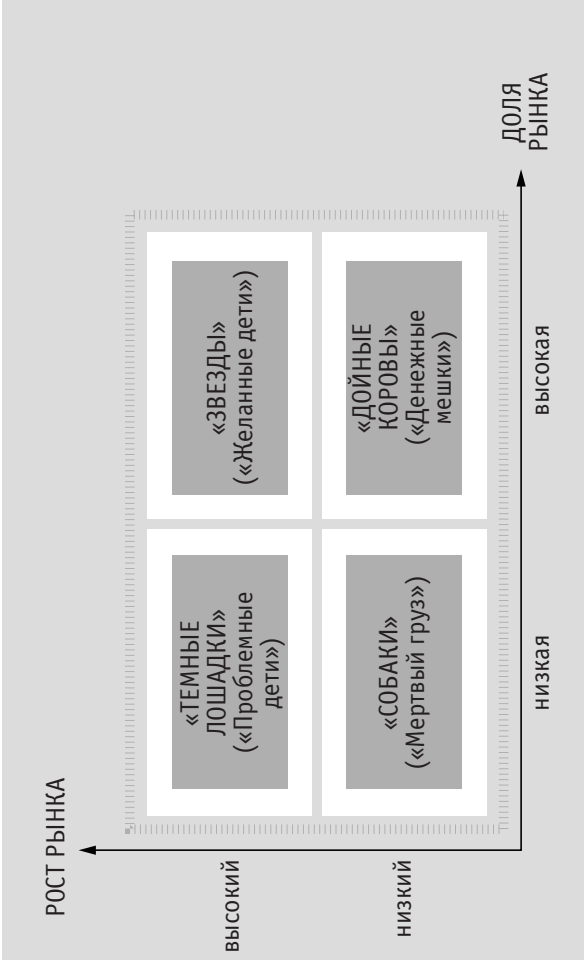 РОСТ РЫНКА
высокий
низкий
«ТЕМНЫЕ
ЛОШАДКИ»
(«Проблемные
дети»)
«ЗВЕЗДЫ»
(«Желанные дети»)
«СОБАКИ»
(«Мертвый груз»)
«ДОЙНЫЕ
КОРОВЫ»
(«Денежные
мешки»)
низкая
высокая
ДОЛЯ
РЫНКА